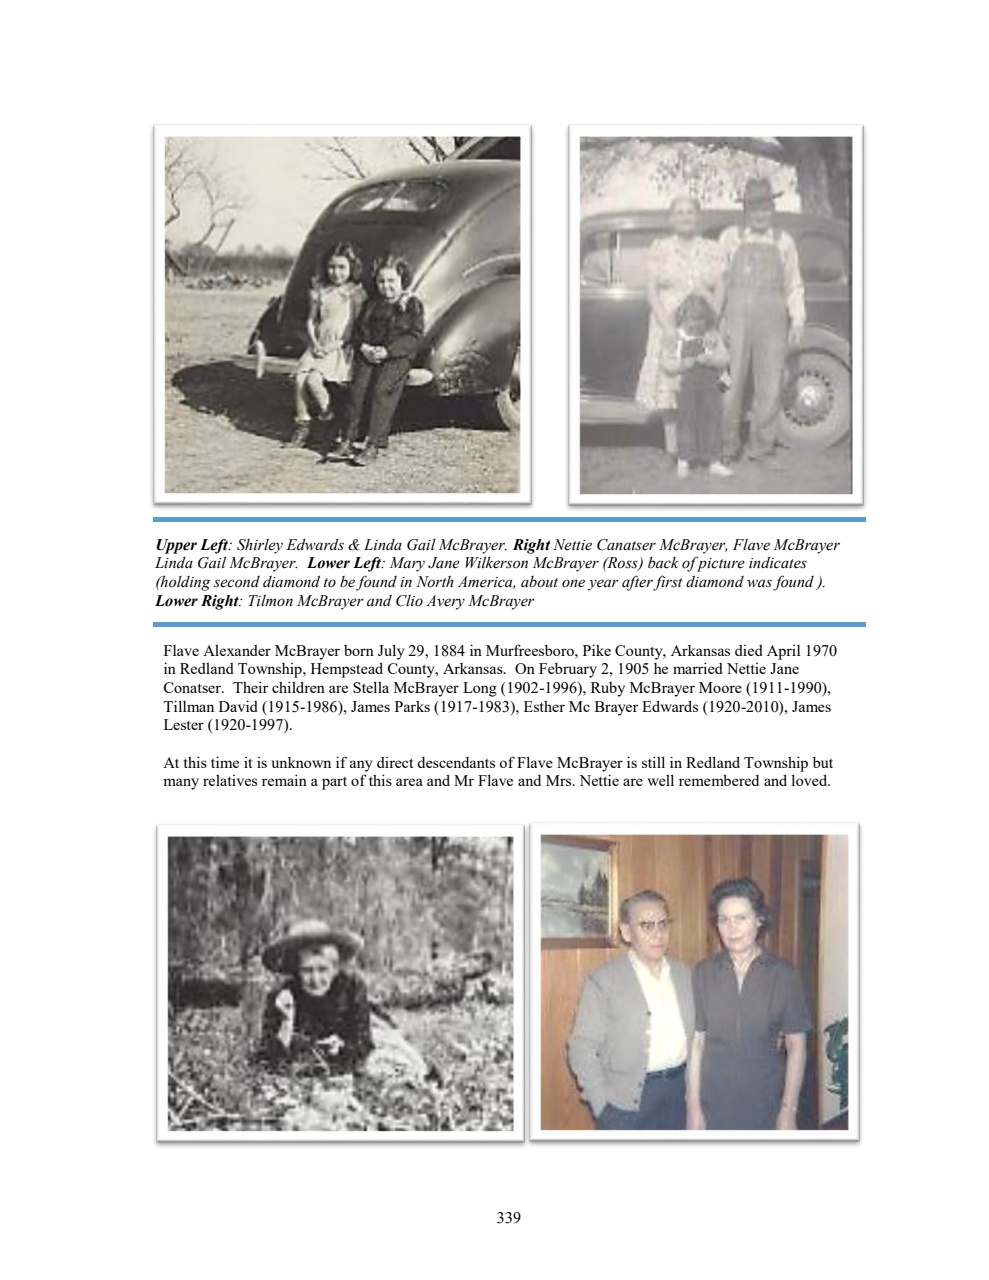 Upper Left: Shirley Edwards & Linda Gail McBrayer. Right Nettie Canatser McBrayer, Flave McBrayer
Linda Gail McBrayer.  Lower Left: Mary Jane Wilkerson McBrayer (Ross) back of picture indicates
(holding second diamond to be found in North America, about one year after first diamond was found ).
Lower Right: Tilmon McBrayer and Clio Avery McBrayer
Flave Alexander McBrayer born July 29, 1884 in Murfreesboro, Pike County, Arkansas died April 1970
in Redland Township, Hempstead County, Arkansas.  On February 2, 1905 he married Nettie Jane
Conatser.  Their children are Stella McBrayer Long (1902-1996), Ruby McBrayer Moore (1911-1990),
Tillman David (1915-1986), James Parks (1917-1983), Esther Mc Brayer Edwards (1920-2010), James
Lester (1920-1997).
At this time it is unknown if any direct descendants of Flave McBrayer is still in Redland Township but
many relatives remain a part of this area and Mr Flave and Mrs. Nettie are well remembered and loved.
339